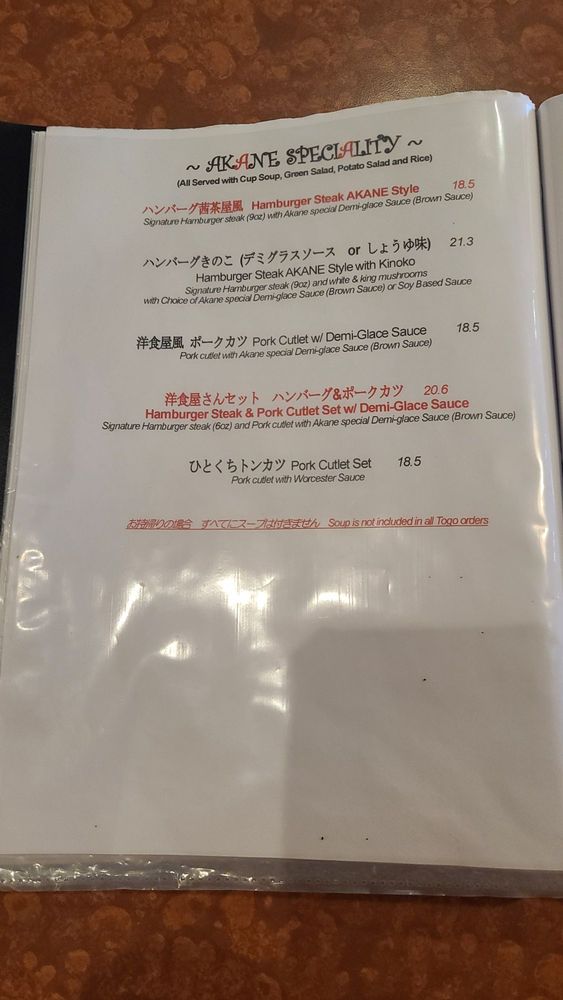 ~ AKANE SPECIALITY ~
(All Served with Cup Soup, Green Salad, Potato Salad and Rice)
ハンバーグ茜茶屋風 Hamburger Steak AKANE Style 18.5
Signature Hamburger steak (9oz) with Akane special Demi-glace Sauce (Brown Sauce)
ハンバーグきのこ (デミグラスソース or しょうゆ味) 21.3
Hamburger Steak AKANE Style with Kinoko
Signature Hamburger steak (9oz) and white & king mushrooms
with Choice of Akane special Demi-glace Sauce (Brown Sauce) or Soy Based Sauce
洋食屋風 ポークカツ Pork Cutlet w/ Demi-Glace Sauce 18.5
Pork cutlet with Akane special Demi-glace Sauce (Brown Sauce)
洋食屋さんセット ハンバーグ&ポークカツ 20.6
Hamburger Steak & Pork Cutlet Set w/ Demi-Glace Sauce
Signature Hamburger steak (6oz) and Pork cutlet with Akane special Demi-glace Sauce (Brown Sauce)
ひとくちトンカツ Pork Cutlet Set 18.5
Pork cutlet with Worcester Sauce
お持帰りの場合 すべてにスープは付きません Soup is not included in all Togo orders